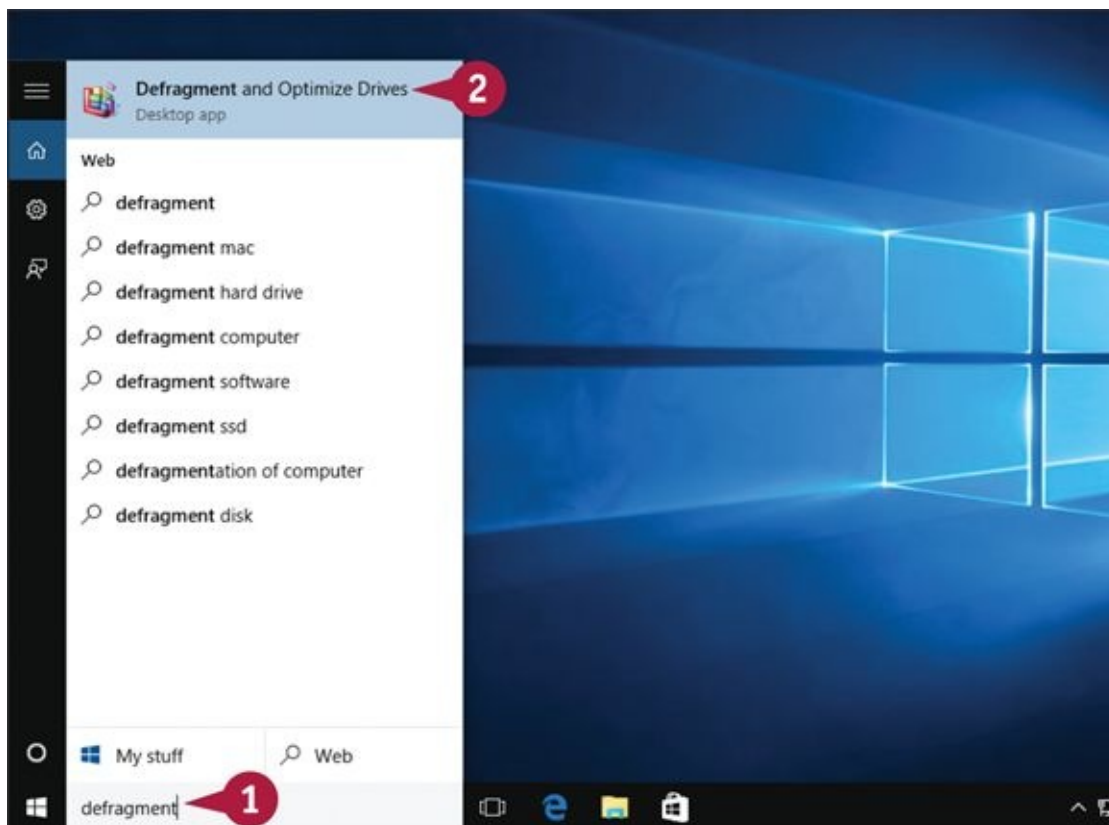 Defragment and Optimize Drives
2
Desktop app
Web
defragment
defragment mac
defragment hard drive
defragment computer
defragment software
defragment ssd
defragmentation of computer
defragment disk
My stuff
Web
defragment
1